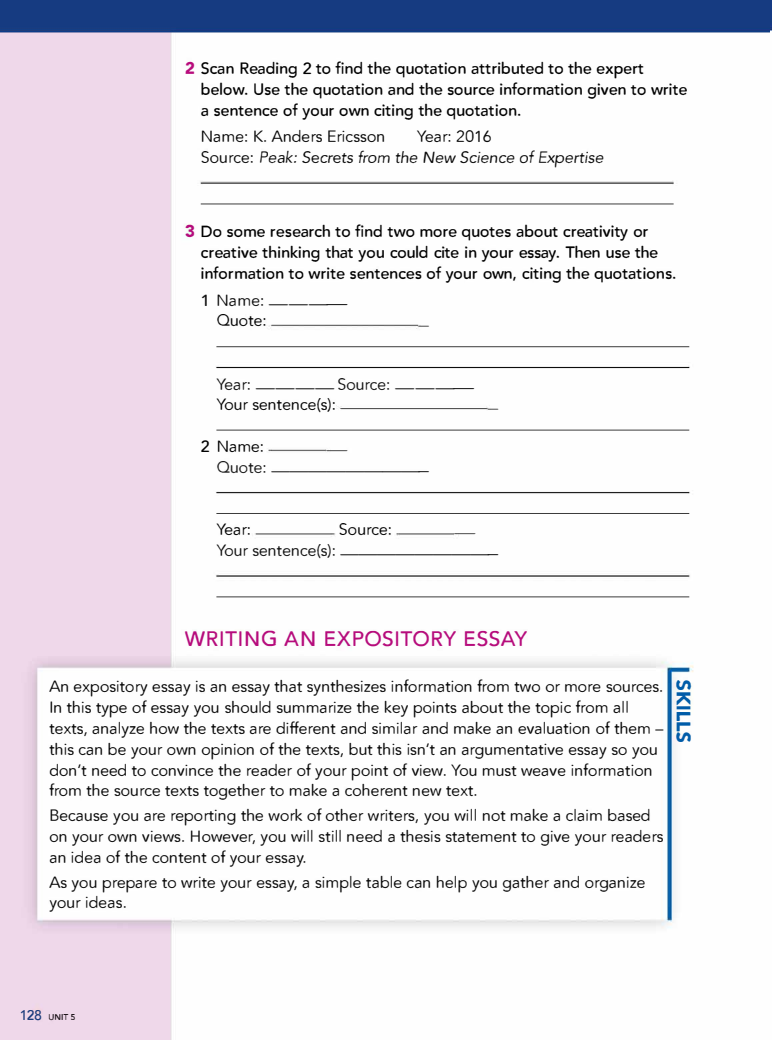 2 Scan Reading 2 to find the quotation attributed to the expert
below. Use the quotation and the source information given to write
a sentence of your own citing the quotation.
Name: K. Anders Ericsson Year: 2016
Source: Peak: Secrets from the New Science of Expertise
3 Do some research to find two more quotes about creativity or
creative thinking that you could cite in your essay. Then use the
information to write sentences of your own, citing the quotations.
1 Name:
Quote:
Year: Source:
Your sentence(s):
2 Name:
Quote:
Year: Source:
Your sentence(s):
WRITING AN EXPOSITORY ESSAY
SKILLS
An expository essay is an essay that synthesizes information from two or more sources.
In this type of essay you should summarize the key points about the topic from all
texts, analyze how the texts are different and similar and make an evaluation of them –
this can be your own opinion of the texts, but this isn't an argumentative essay so you
don't need to convince the reader of your point of view. You must weave information
from the source texts together to make a coherent new text.
Because you are reporting the work of other writers, you will not make a claim based
on your own views. However, you will still need a thesis statement to give your readers
an idea of the content of your essay.
As you prepare to write your essay, a simple table can help you gather and organize
your ideas.
128 UNIT 5